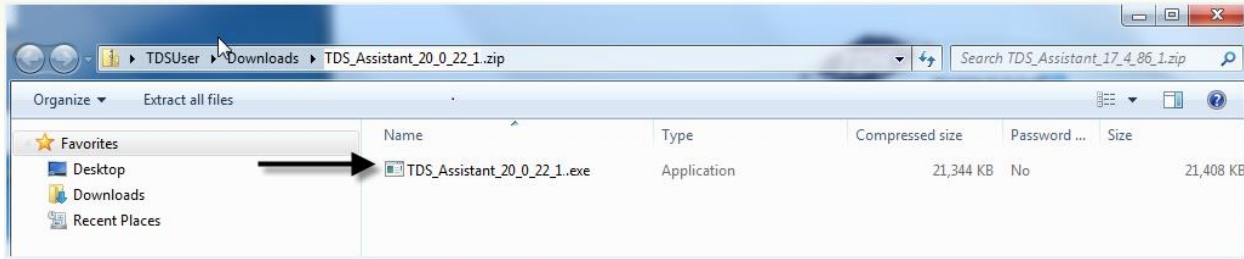 TDSUser Downloads TDS_Assistant_20_0_22_1..zip Search TDS_Assistant_17_4_86_1.zip
Organize Extract all files
Name Type Compressed size Password ... Size
Favorites
TDS_Assistant_20_0_22_1..exe Application 21,344 KB No 21,408 KB
Desktop
Downloads
Recent Places